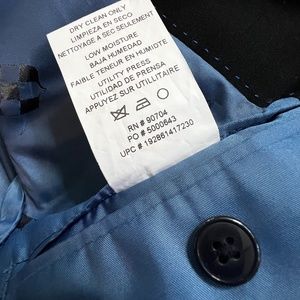 DRY CLEAN ONLY
LIMPIEZA EN SECO
NETTOYAGE A SEC SEULEMENT
LOW MOISTURE
BAJA HUMEDAD
FAIBLE TENEUR EN HUMIDITE
UTILITY PRESS
UTILIDAD DE PRENSA
APPUYEZ SUR UTILLITAIRE
RN # 90704
PO # 5000643
UPC # 192861417230